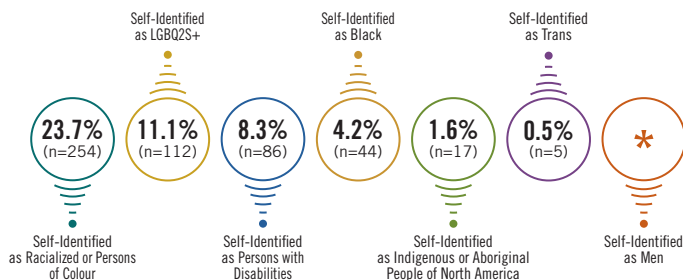 Self-Identified
as LGBQ2S+
Self-Identified
as Black
Self-Identified
as Trans
23.7%
(n=254)
11.1%
(n=112)
8.3%
(n=86)
4.2%
(n=44)
1.6%
(n=17)
0.5%
(n=5)
*
Self-Identified
as Racialized or Persons
of Colour
Self-Identified
as Persons with
Disabilities
Self-Identified
as Indigenous or Aboriginal
People of North America
Self-Identified
as Men